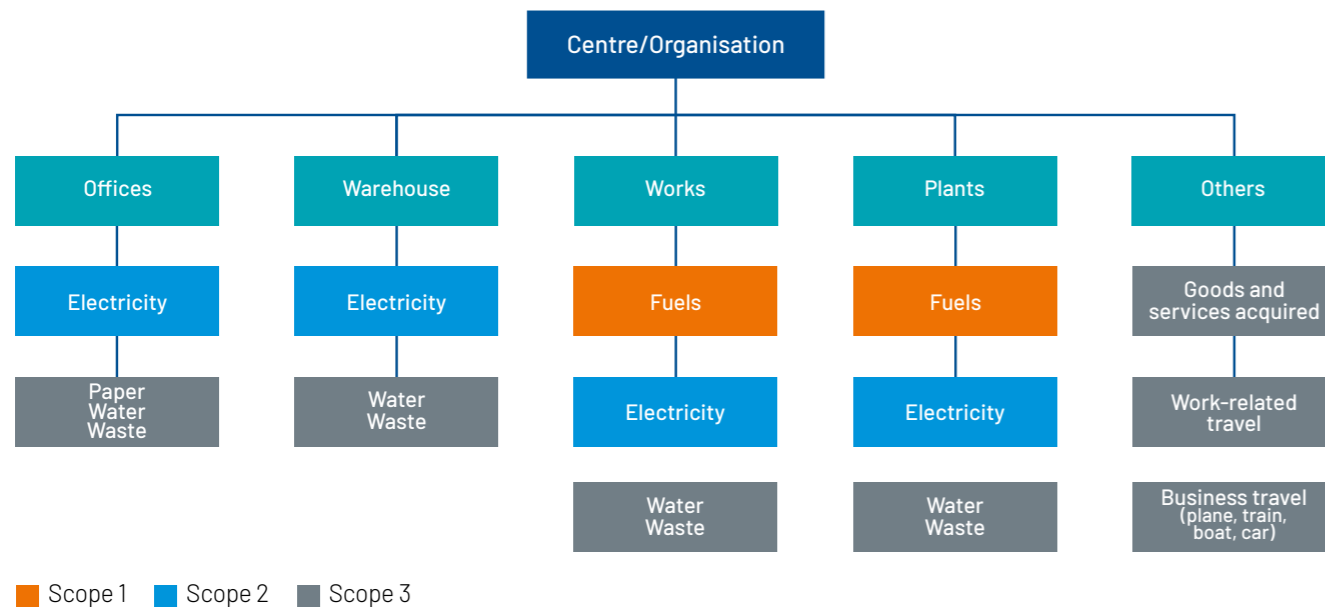 Centre/Organisation
Offices
Warehouse
Works
Plants
Others
Electricity
Electricity
Fuels
Fuels
Goods and
services acquired
Paper
Water
Waste
Water
Waste
Electricity
Electricity
Work-related
travel
Water
Waste
Water
Waste
Business travel
(plane, train,
boat, car)
Scope 1
Scope 2
Scope 3